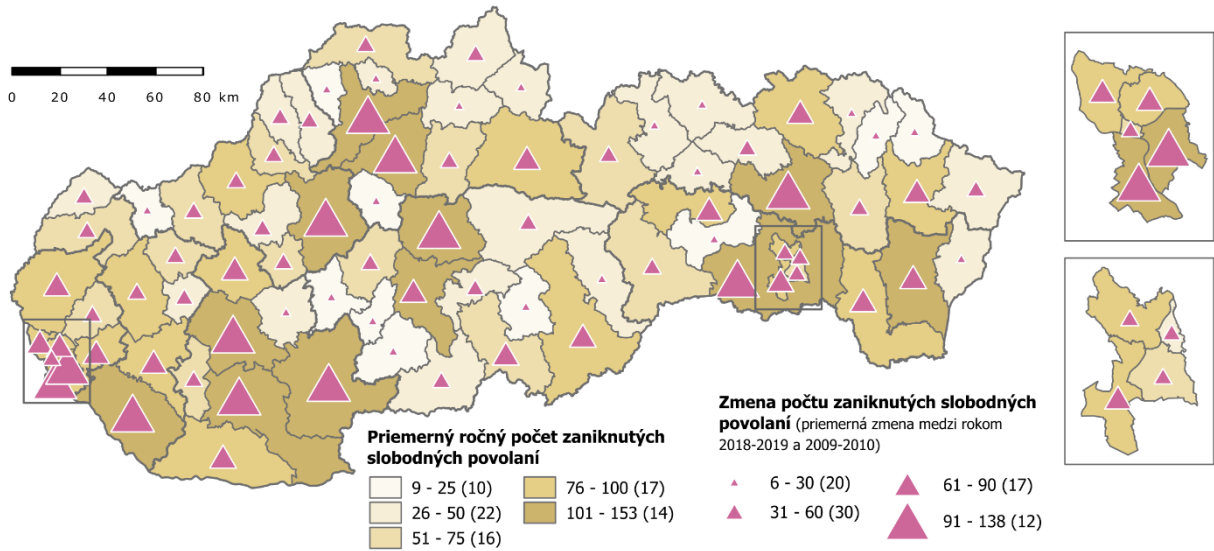 0 20 40 60 80 km
Priemerný ročný počet zaniknutých
slobodných povolaní
9 - 25 (10)
26 - 50 (22)
51 - 75 (16)
76 - 100 (17)
101 - 153 (14)
Zmena počtu zaniknutých slobodných
povolaní (priemerná zmena medzi rokom
2018-2019 a 2009-2010)
6 - 30 (20)
31 - 60 (30)
61 - 90 (17)
91 - 138 (12)